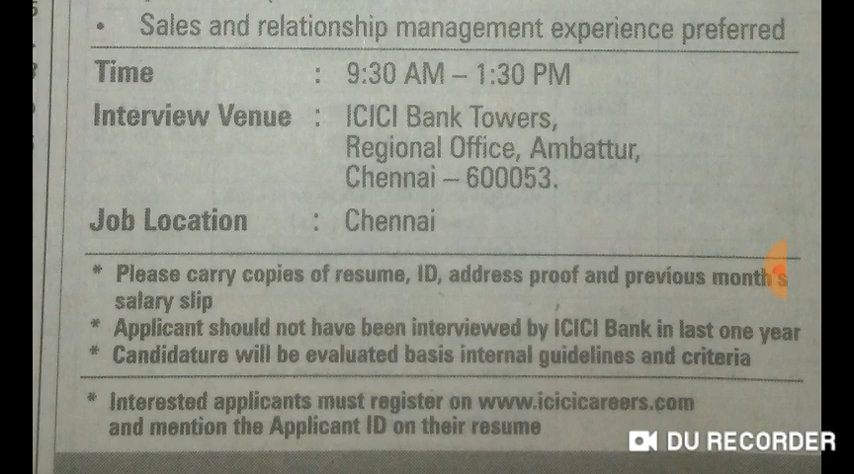 • Sales and relationship management experience preferred
Time : 9:30 AM – 1:30 PM
Interview Venue : ICICI Bank Towers,
Regional Office, Ambattur,
Chennai – 600053.
Job Location : Chennai
* Please carry copies of resume, ID, address proof and previous month's
salary slip
* Applicant should not have been interviewed by ICICI Bank in last one year
* Candidature will be evaluated basis internal guidelines and criteria
* Interested applicants must register on www.icicicareers.com
and mention the Applicant ID on their resume
DU RECORDER